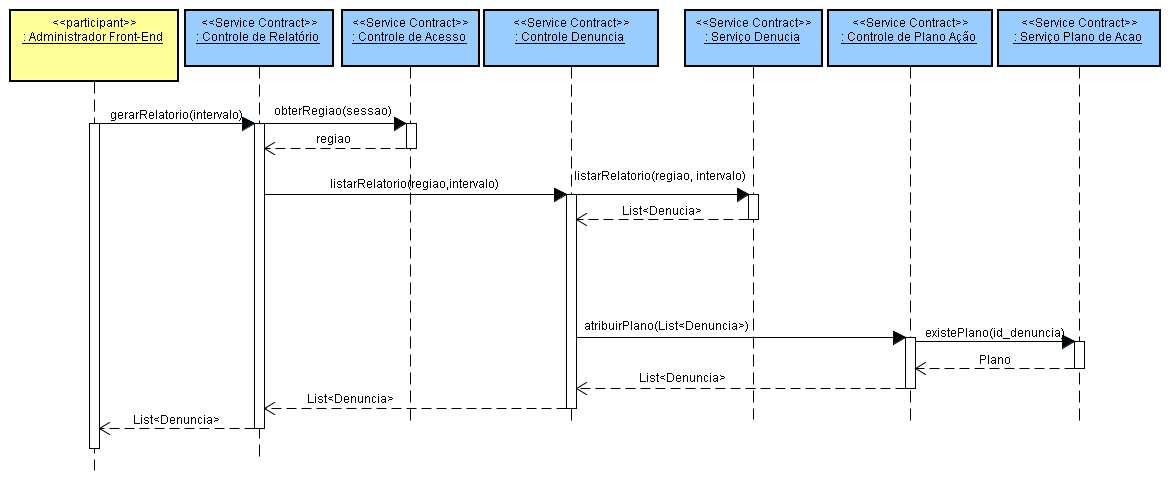 <<participant>>
: Administrador Front-End
<<Service Contract>>
: Controle de Relatório
<<Service Contract>>
: Controle de Acesso
<<Service Contract>>
: Controle Denuncia
<<Service Contract>>
: Serviço Denucia
<<Service Contract>>
: Controle de Plano Ação
<<Service Contract>>
: Serviço Plano de Acao
gerarRelatorio(intervalo)
obterRegiao(sessao)
regiao
listarRelatorio(regiao,intervalo)
listarRelatorio(regiao, intervalo)
List<Denucia>
atribuirPlano(List<Denuncia>)
existePlano(id_denuncia)
Plano
List<Denuncia>
List<Denuncia>
List<Denuncia>